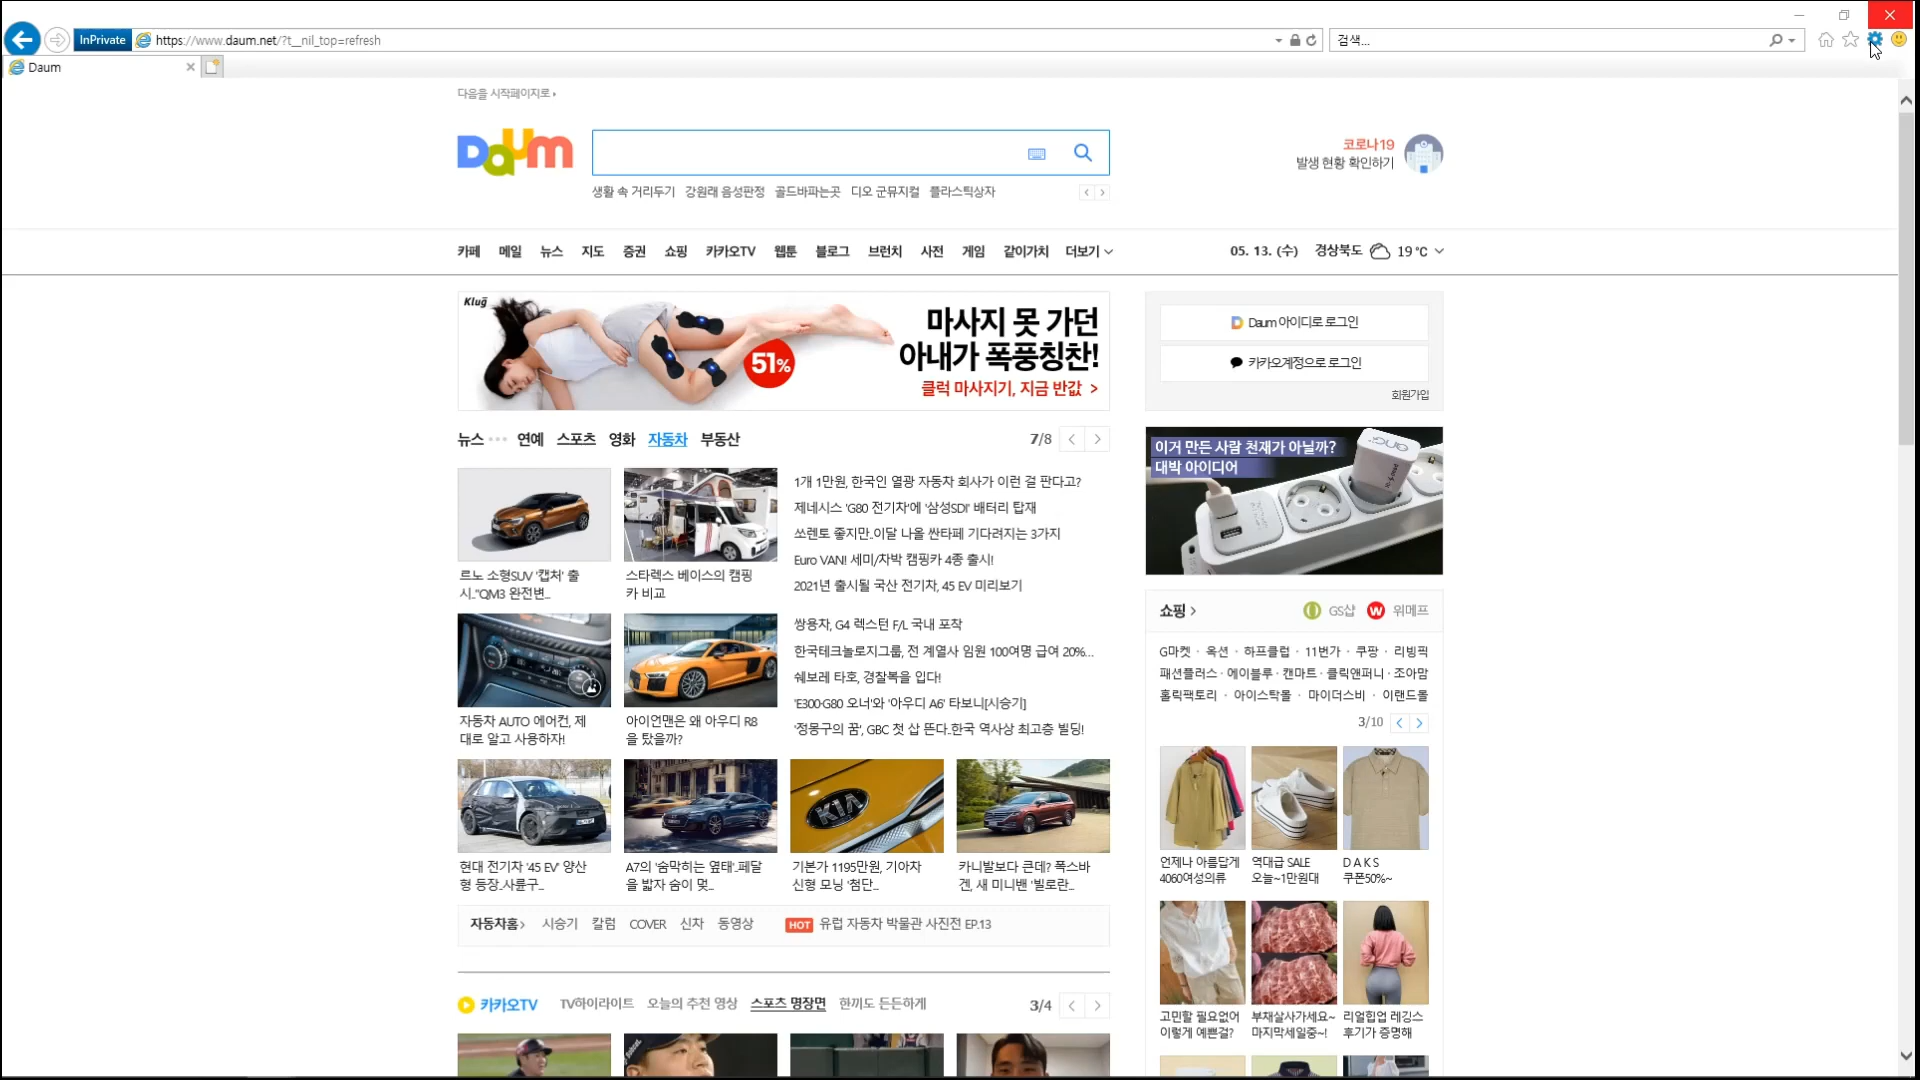 InPrivate https://www.daum.net/?t__nil_top=refresh 검색...
Daum
다음을 시작페이지로
Daum
코로나19
발생 현황 확인하기
생활 속 거리두기 강원래 음성판정 골드바파는곳 디오 군뮤지컬 플라스틱상자
카페 메일 뉴스 지도 증권 쇼핑 카카오TV 웹툰 블로그 브런치 사전 게임 같이가치 더보기
05. 13. (수) 경상북도 19 ℃
Klug
마사지 못 가던
아내가 폭풍칭찬!
51%
클럭 마사지기, 지금 반값 >
Daum 아이디로 로그인
카카오계정으로 로그인
회원가입
뉴스 연예 스포츠 영화 자동차 부동산
7/8
이거 만든 사람 천재가 아닐까?
대박 아이디어
르노 소형SUV '캡처' 출
시.."QM3 완전변...
스타렉스 베이스의 캠핑
카 비교
1개 1만원, 한국인 열광 자동차 회사가 이런 걸 판다고?
제네시스 'G80 전기차'에 '삼성SDI' 배터리 탑재
쏘렌토 좋지만..이달 나올 싼타페 기다려지는 3가지
Euro VAN! 세미/차박 캠핑카 4종 출시!
2021년 출시될 국산 전기차, 45 EV 미리보기
자동차 AUTO 에어컨, 제
대로 알고 사용하자!
아이언맨은 왜 아우디 R8
을 탔을까?
쌍용차, G4 렉스턴 F/L 국내 포착
한국테크놀로지그룹, 전 계열사 임원 100여명 급여 20%...
쉐보레 타호, 경찰복을 입다!
'E300·G80 오너'와 '아우디 A6' 타보니[시승기]
'정몽구의 꿈', GBC 첫 삽 뜬다..한국 역사상 최고층 빌딩!
KIA
현대 전기차 '45 EV' 양산
형 등장..사륜구...
A7의 '숨막히는 옆태'..페달
을 밟자 숨이 멎...
기본가 1195만원, 기아차
신형 모닝 '첨단...
카니발보다 큰데? 폭스바
겐, 새 미니밴 '빌로란...
자동차홈 시승기 칼럼 COVER 신차 동영상
HOT 유럽 자동차 박물관 사진전 EP.13
카카오TV TV하이라이트 오늘의 추천 영상 스포츠 명장면 한끼도 든든하게
3/4
쇼핑 GS샵 위메프
G마켓 · 옥션 · 하프클럽 · 11번가 · 쿠팡 · 리빙픽
패션플러스 · 에이블루 · 캔마트 · 클릭앤퍼니 · 조아맘
홀릭팩토리 · 아이스탁몰 · 마이더스비 · 이랜드몰
3/10
언제나 아름답게
4060여성의류
역대급 SALE
오늘~1만원대
D A K S
쿠폰50%~
고민할 필요없어
이렇게 예쁜걸?
부채살사가세요~
마지막세일중~!
리얼힙업 레깅스
후기가 증명해